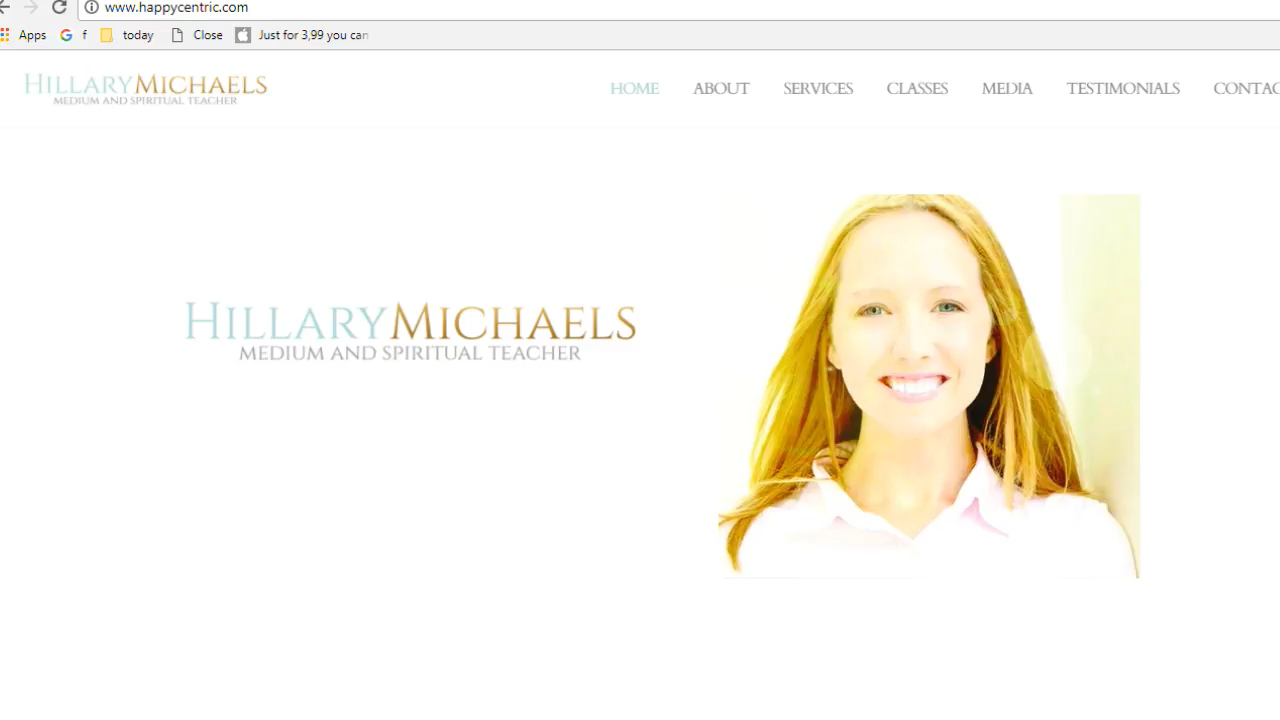 www.happycentric.com
Apps f today Close Just for 3,99 you can
HILLARYMICHAELS
MEDIUM AND SPIRITUAL TEACHER
HOME ABOUT SERVICES CLASSES MEDIA TESTIMONIALS CONTAC
HILLARYMICHAELS
MEDIUM AND SPIRITUAL TEACHER